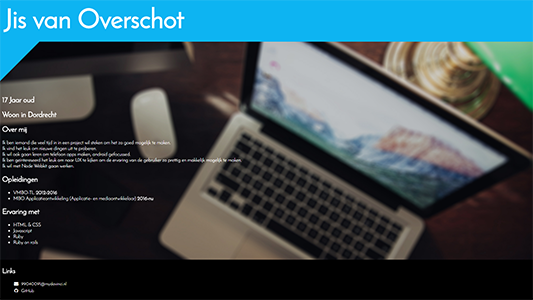 Jis van Overschot
17 Jaar oud
Woon in Dordrecht
Over mij
Ik ben iemand die veel tijd in in een project wil steken om het zo goed mogelijk te maken.
Ik vind het leuk om nieuwe dingen uit te proberen.
Ik wil ook gaan leren om telefoon apps maken, android gefocused.
Ik ben geinteresseerd het leuk om naar UX te kijken om de ervaring van de gebruiker zo prettig en makkelijk mogelijk te maken.
Ik wil met Node Webkit gaan werken.
Opleidingen
VMBO-TL 2012-2016
MBO Applicatieontwikkeling (Applicatie- en mediaontwikkelaar) 2016-nu
Ervaring met
HTML & CSS
Javascript
Ruby
Ruby on rails
Links
@mydavinci.nl
GitHub